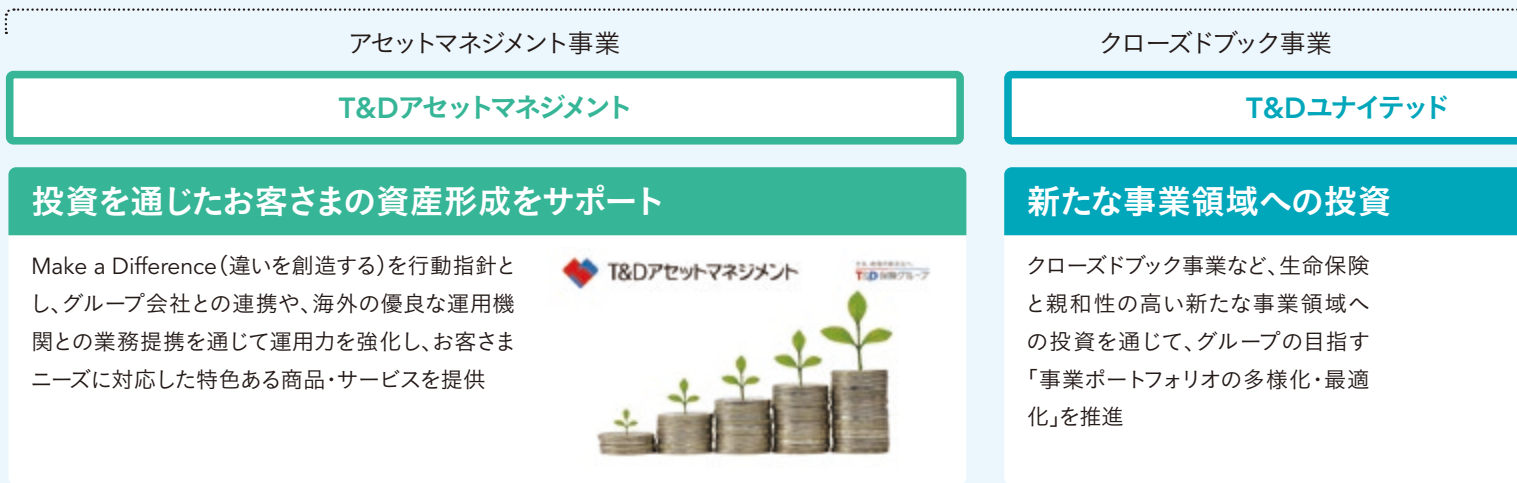 アセットマネジメント事業
T&Dアセットマネジメント
投資を通じたお客さまの資産形成をサポート
Make a Difference（違いを創造する）を行動指針と
し、グループ会社との連携や、海外の優良な運用機
関との業務提携を通じて運用力を強化し、お客さま
ニーズに対応した特色ある商品・サービスを提供
T&Dアセットマネジメント
T&D 保険グループ
クローズドブック事業
T&Dユナイテッド
新たな事業領域への投資
クローズドブック事業など、生命保険
と親和性の高い新たな事業領域へ
の投資を通じて、グループの目指す
「事業ポートフォリオの多様化・最適
化」を推進